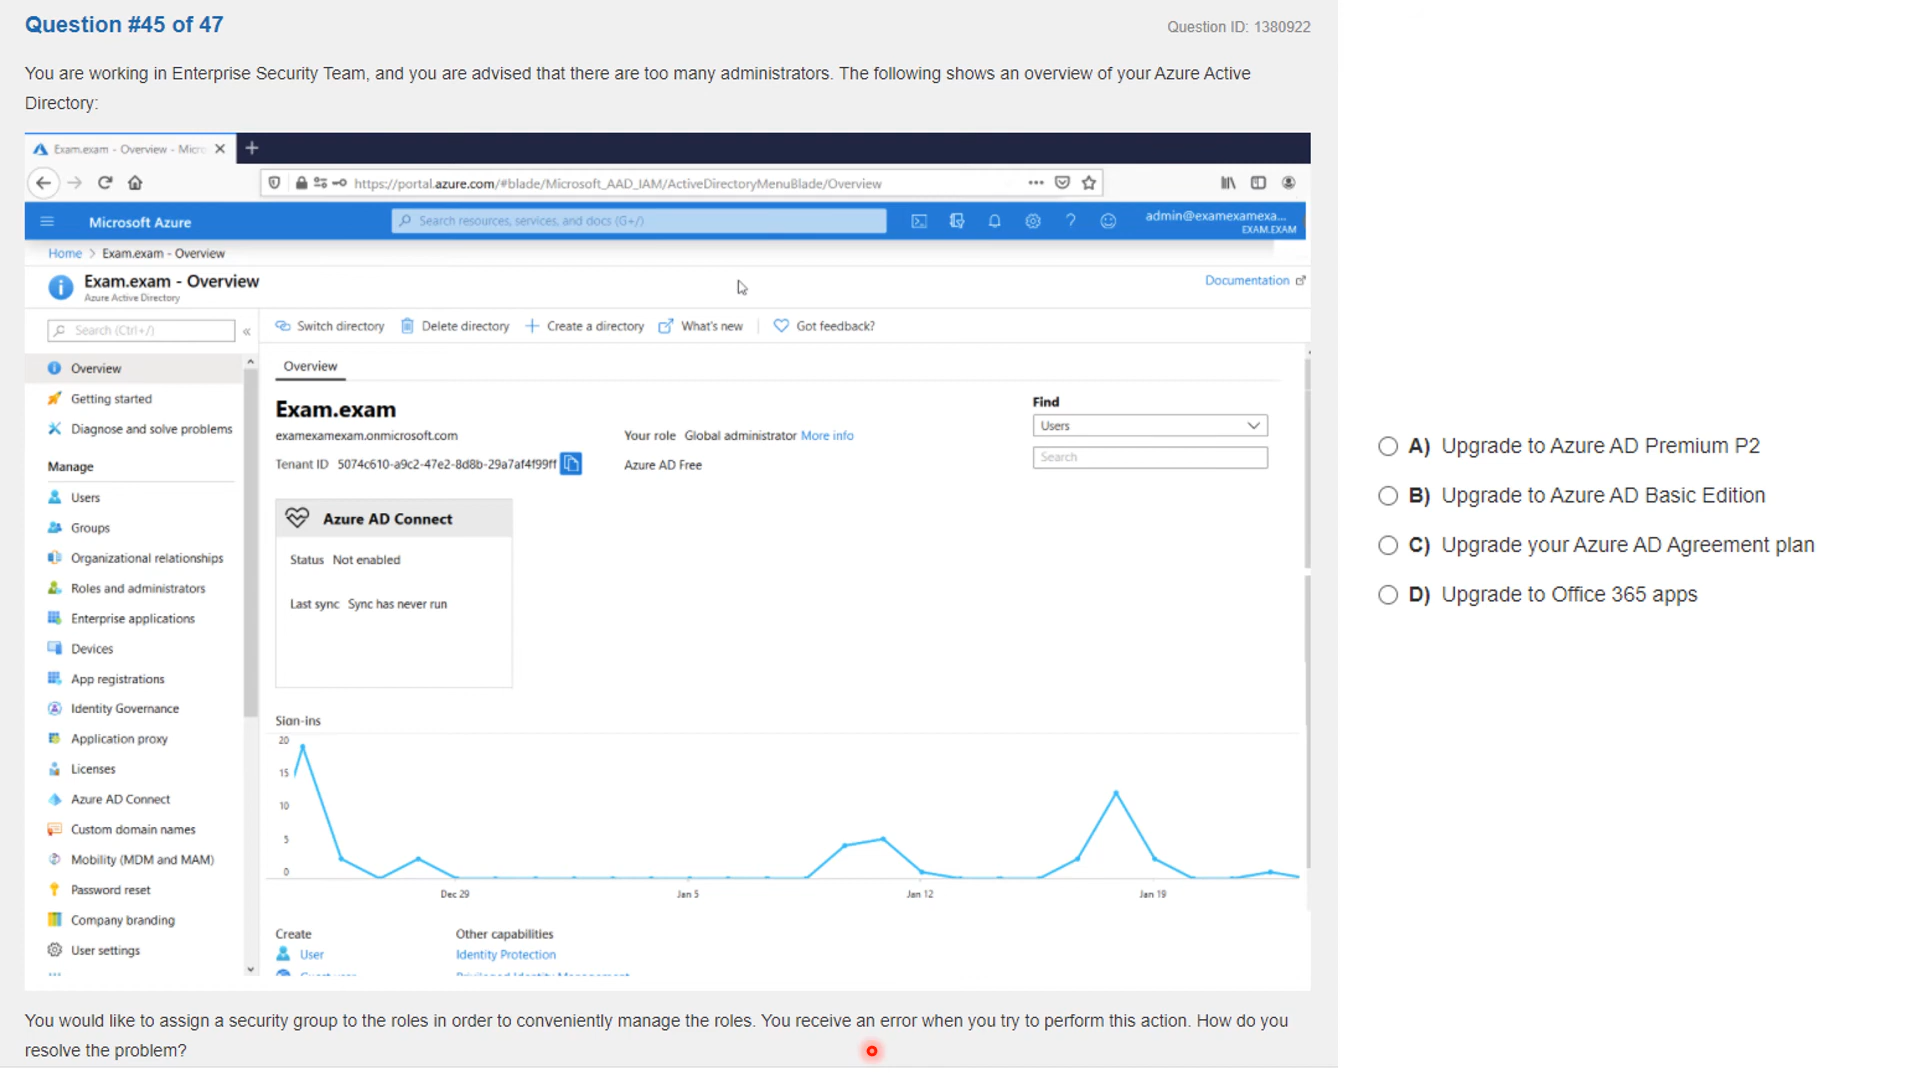 Question #45 of 47
Question ID: 1380922
You are working in Enterprise Security Team, and you are advised that there are too many administrators. The following shows an overview of your Azure Active
Directory:
Exam.exam - Overview - Micro
https://portal.azure.com/#blade/Microsoft_AAD_IAM/ActiveDirectoryMenuBlade/Overview
Microsoft Azure
Search resources, services, and docs (G+/)
admin@examexamexa...
EXAM.EXAM
Home > Exam.exam - Overview
Exam.exam - Overview
Azure Active Directory
Documentation
Search (Ctrl+/)
«
Switch directory
Delete directory
Create a directory
What's new
Got feedback?
Overview
Getting started
Diagnose and solve problems
Manage
Users
Groups
Organizational relationships
Roles and administrators
Enterprise applications
Devices
App registrations
Identity Governance
Application proxy
Licenses
Azure AD Connect
Custom domain names
Mobility (MDM and MAM)
Password reset
Company branding
User settings
Overview
Exam.exam
examexamexam.onmicrosoft.com
Tenant ID 5074c610-a9c2-47e2-8d8b-29a7af4f99ff
Your role Global administrator More info
Azure AD Free
Find
Users
Search
Azure AD Connect
Status Not enabled
Last sync Sync has never run
Sign-ins
20
15
10
5
0
Dec 29
Jan 5
Jan 12
Jan 19
Create
User
Guest user
Other capabilities
Identity Protection
Privileged Identity Management
You would like to assign a security group to the roles in order to conveniently manage the roles. You receive an error when you try to perform this action. How do you
resolve the problem?
A) Upgrade to Azure AD Premium P2
B) Upgrade to Azure AD Basic Edition
C) Upgrade your Azure AD Agreement plan
D) Upgrade to Office 365 apps